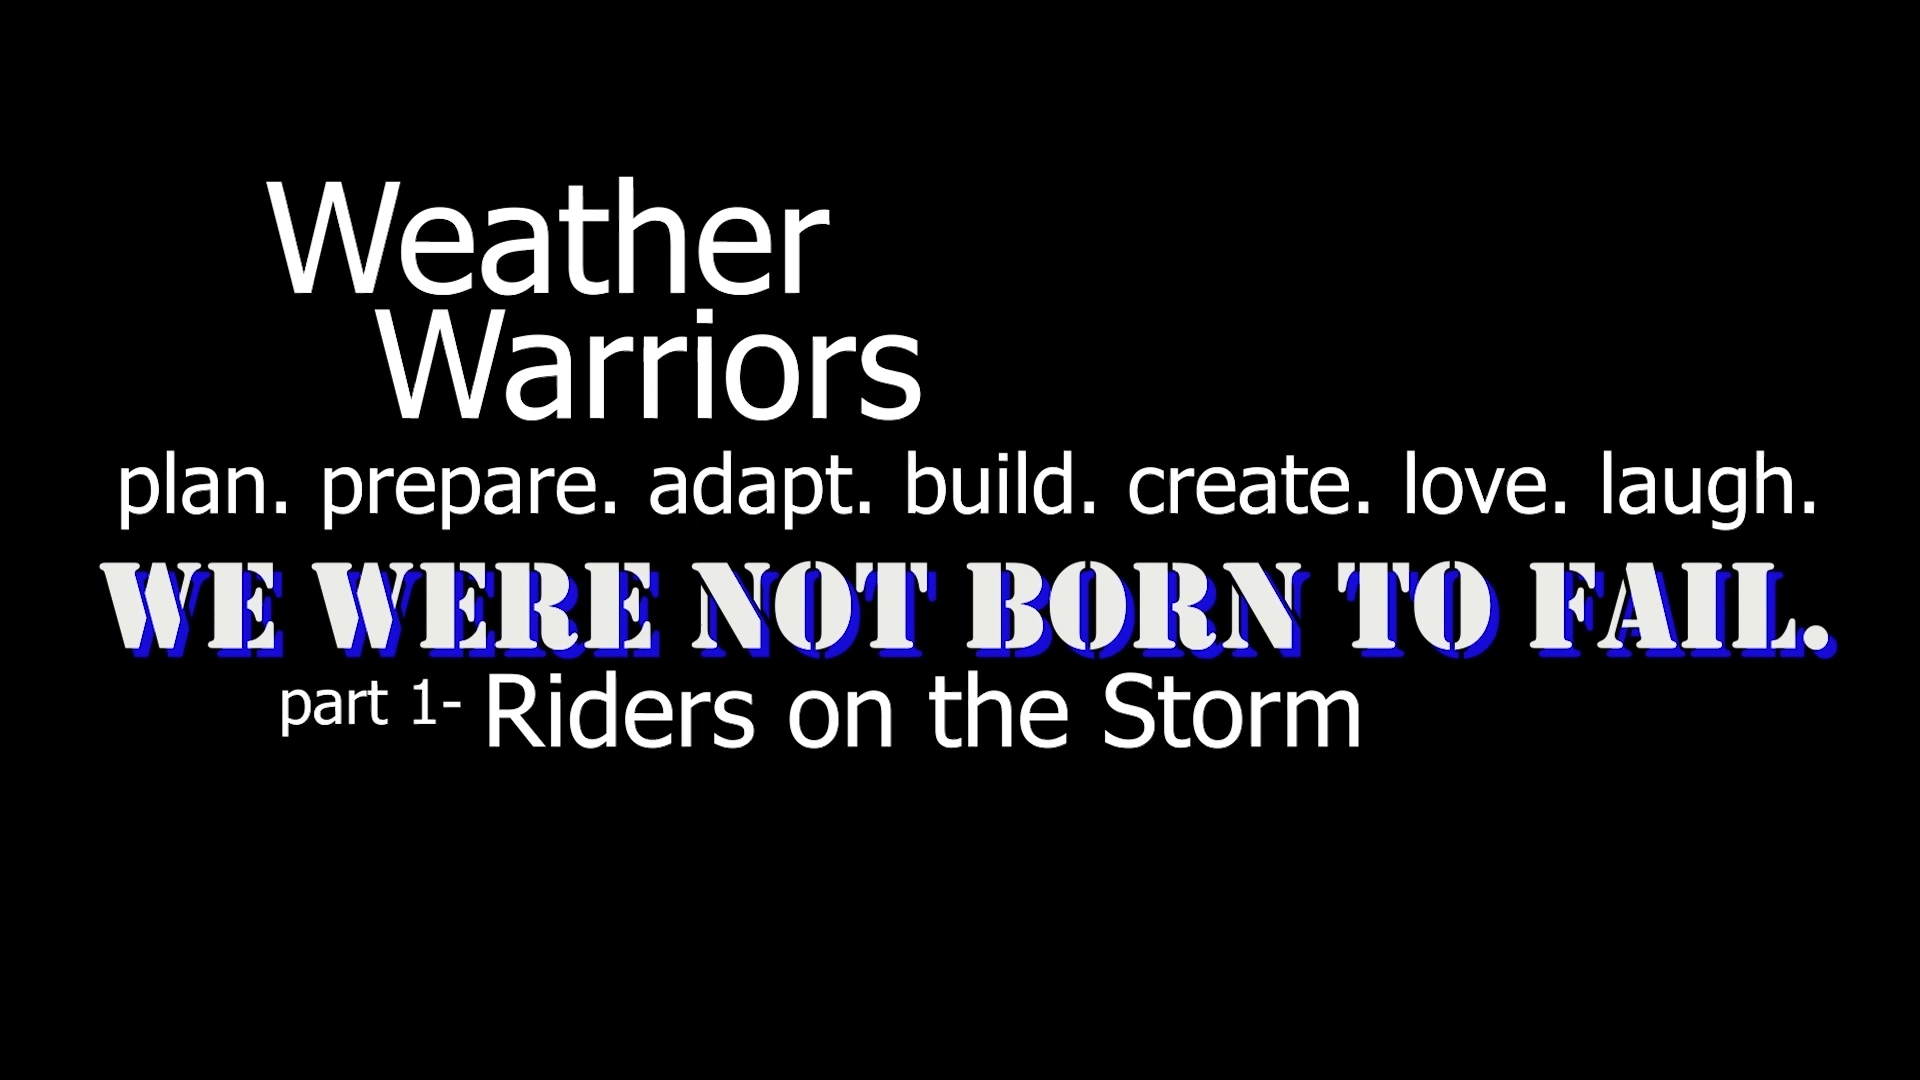 Weather
Warriors
plan. prepare. adapt. build. create. love. laugh.
WE WERE NOT BORN TO FAIL.
part 1- Riders on the Storm